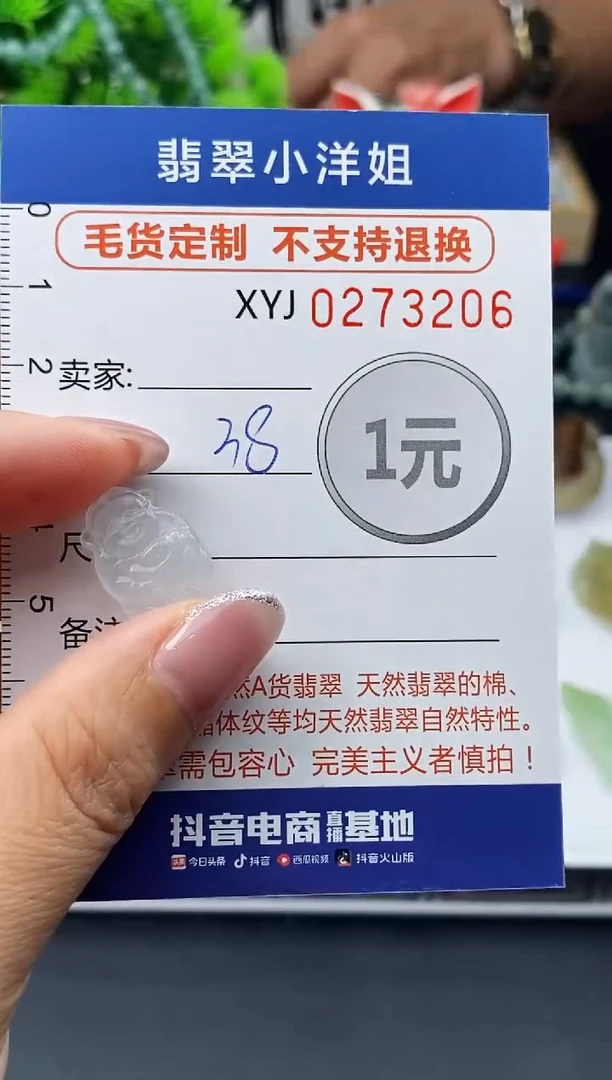 翡翠小洋姐
毛货定制 不支持退换
XYJ 0273206
0
1
2
5
卖家:
38
1元
尺
备注
然A货翡翠 天然翡翠的棉、
晶体纹等均天然翡翠自然特性。
需包容心 完美主义者慎拍！
抖音电商直播基地
头条 今日头条 抖音 西瓜视频 抖音火山版